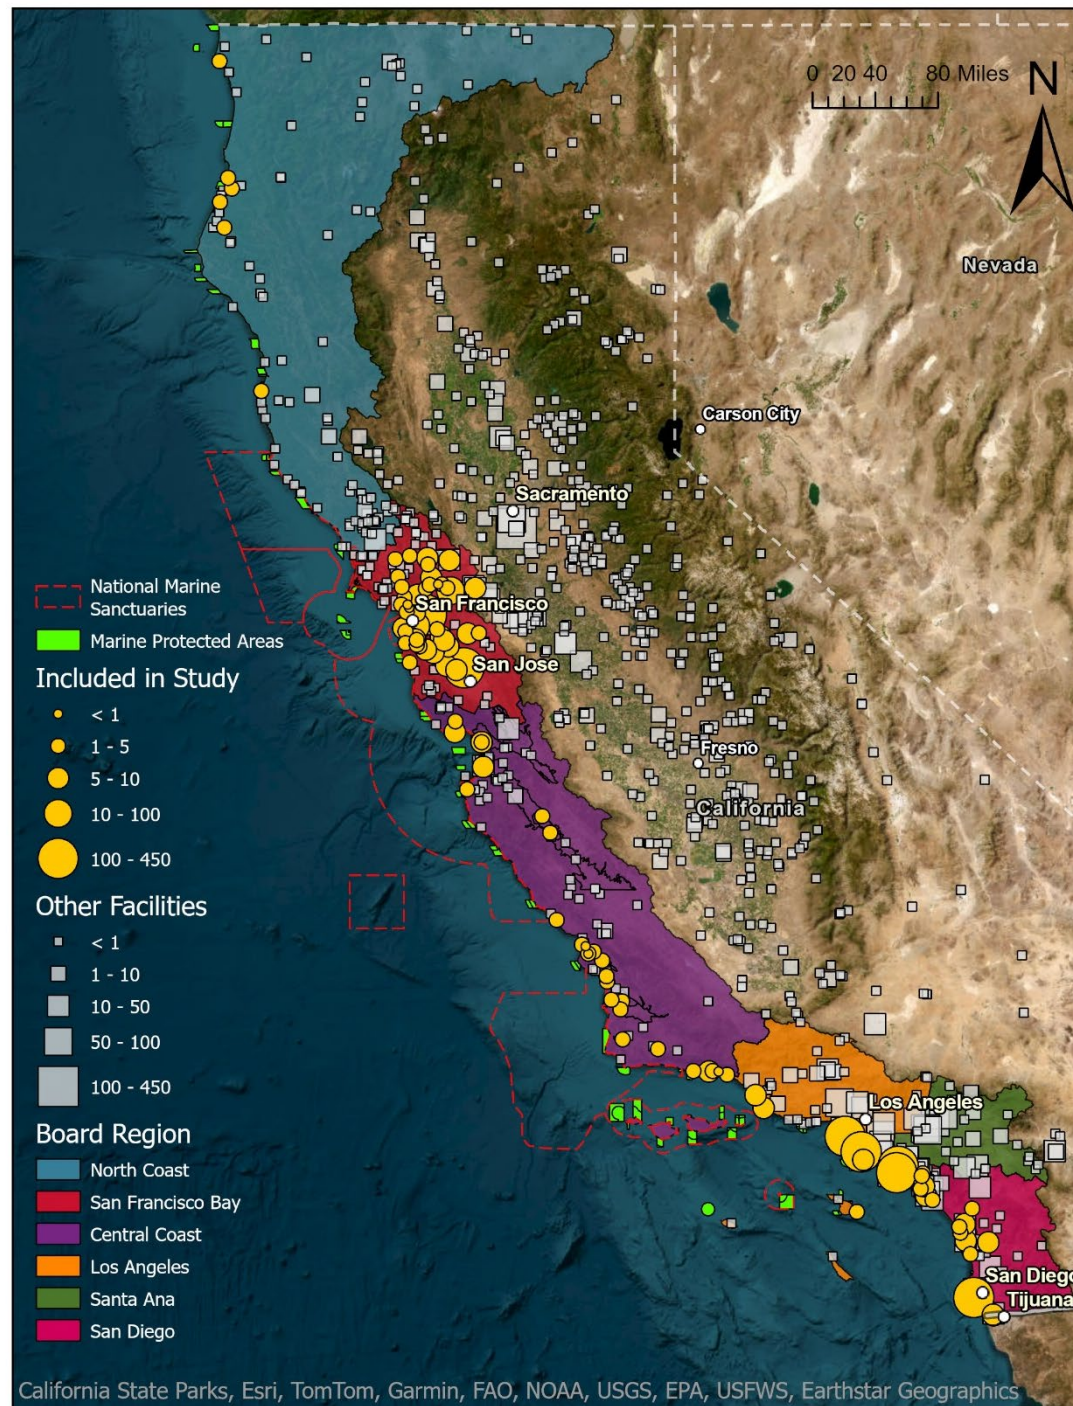 0 20 40 80 Miles
N
Nevada
Carson City
Sacramento
San Francisco
San Jose
Fresno
California
Los Angeles
San Diego
Tijuana
National Marine
Sanctuaries
Marine Protected Areas
Included in Study
< 1
1 - 5
5 - 10
10 - 100
100 - 450
Other Facilities
< 1
1 - 10
10 - 50
50 - 100
100 - 450
Board Region
North Coast
San Francisco Bay
Central Coast
Los Angeles
Santa Ana
San Diego
California State Parks, Esri, TomTom, Garmin, FAO, NOAA, USGS, EPA, USFWS, Earthstar Geographics